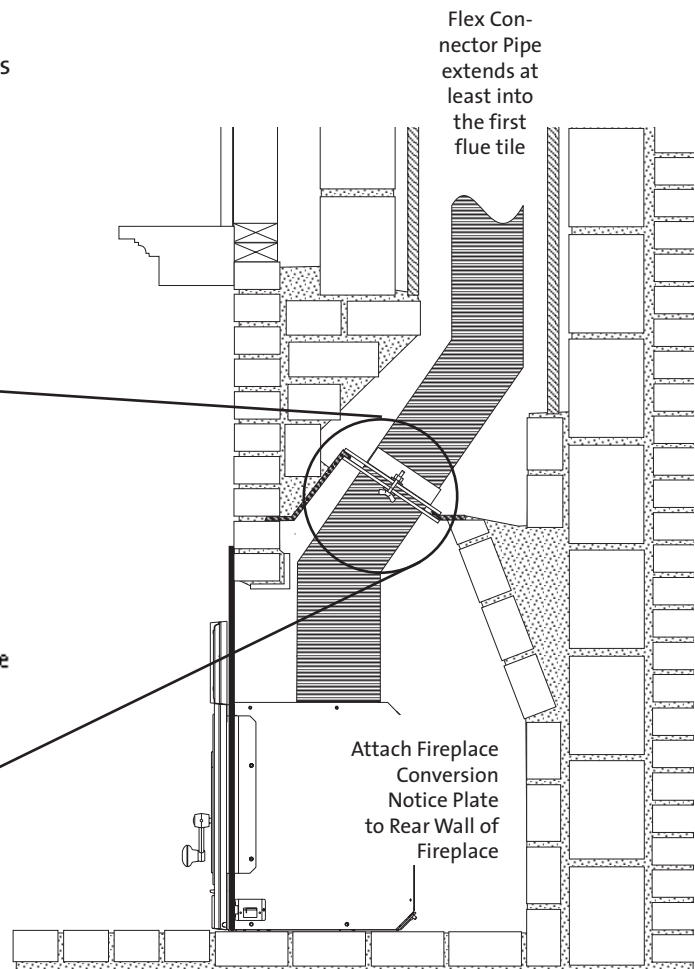 Flex Con-
nector Pipe
extends at
least into
the first
flue tile
s
e
Attach Fireplace
Conversion
Notice Plate
to Rear Wall of
Fireplace